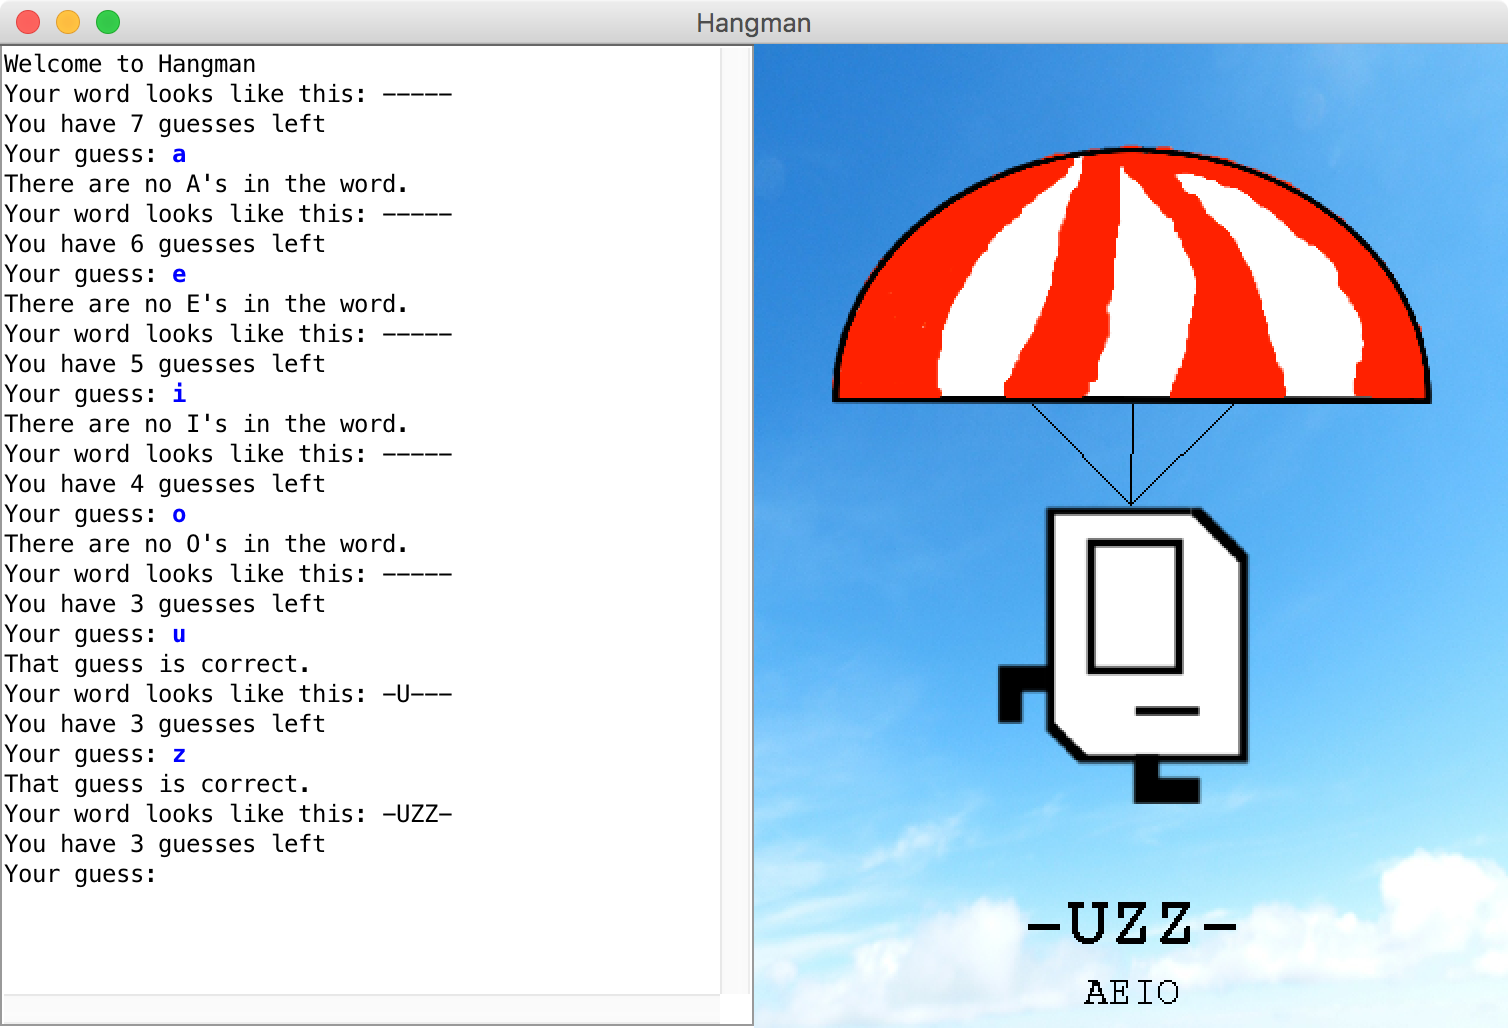 Hangman
Welcome to Hangman
Your word looks like this: -----
You have 7 guesses left
Your guess: a
There are no A's in the word.
Your word looks like this: -----
You have 6 guesses left
Your guess: e
There are no E's in the word.
Your word looks like this: -----
You have 5 guesses left
Your guess: i
There are no I's in the word.
Your word looks like this: -----
You have 4 guesses left
Your guess: o
There are no O's in the word.
Your word looks like this: -----
You have 3 guesses left
Your guess: u
That guess is correct.
Your word looks like this: -U---
You have 3 guesses left
Your guess: z
That guess is correct.
Your word looks like this: -UZZ-
You have 3 guesses left
Your guess:
-UZZ-
AEIO